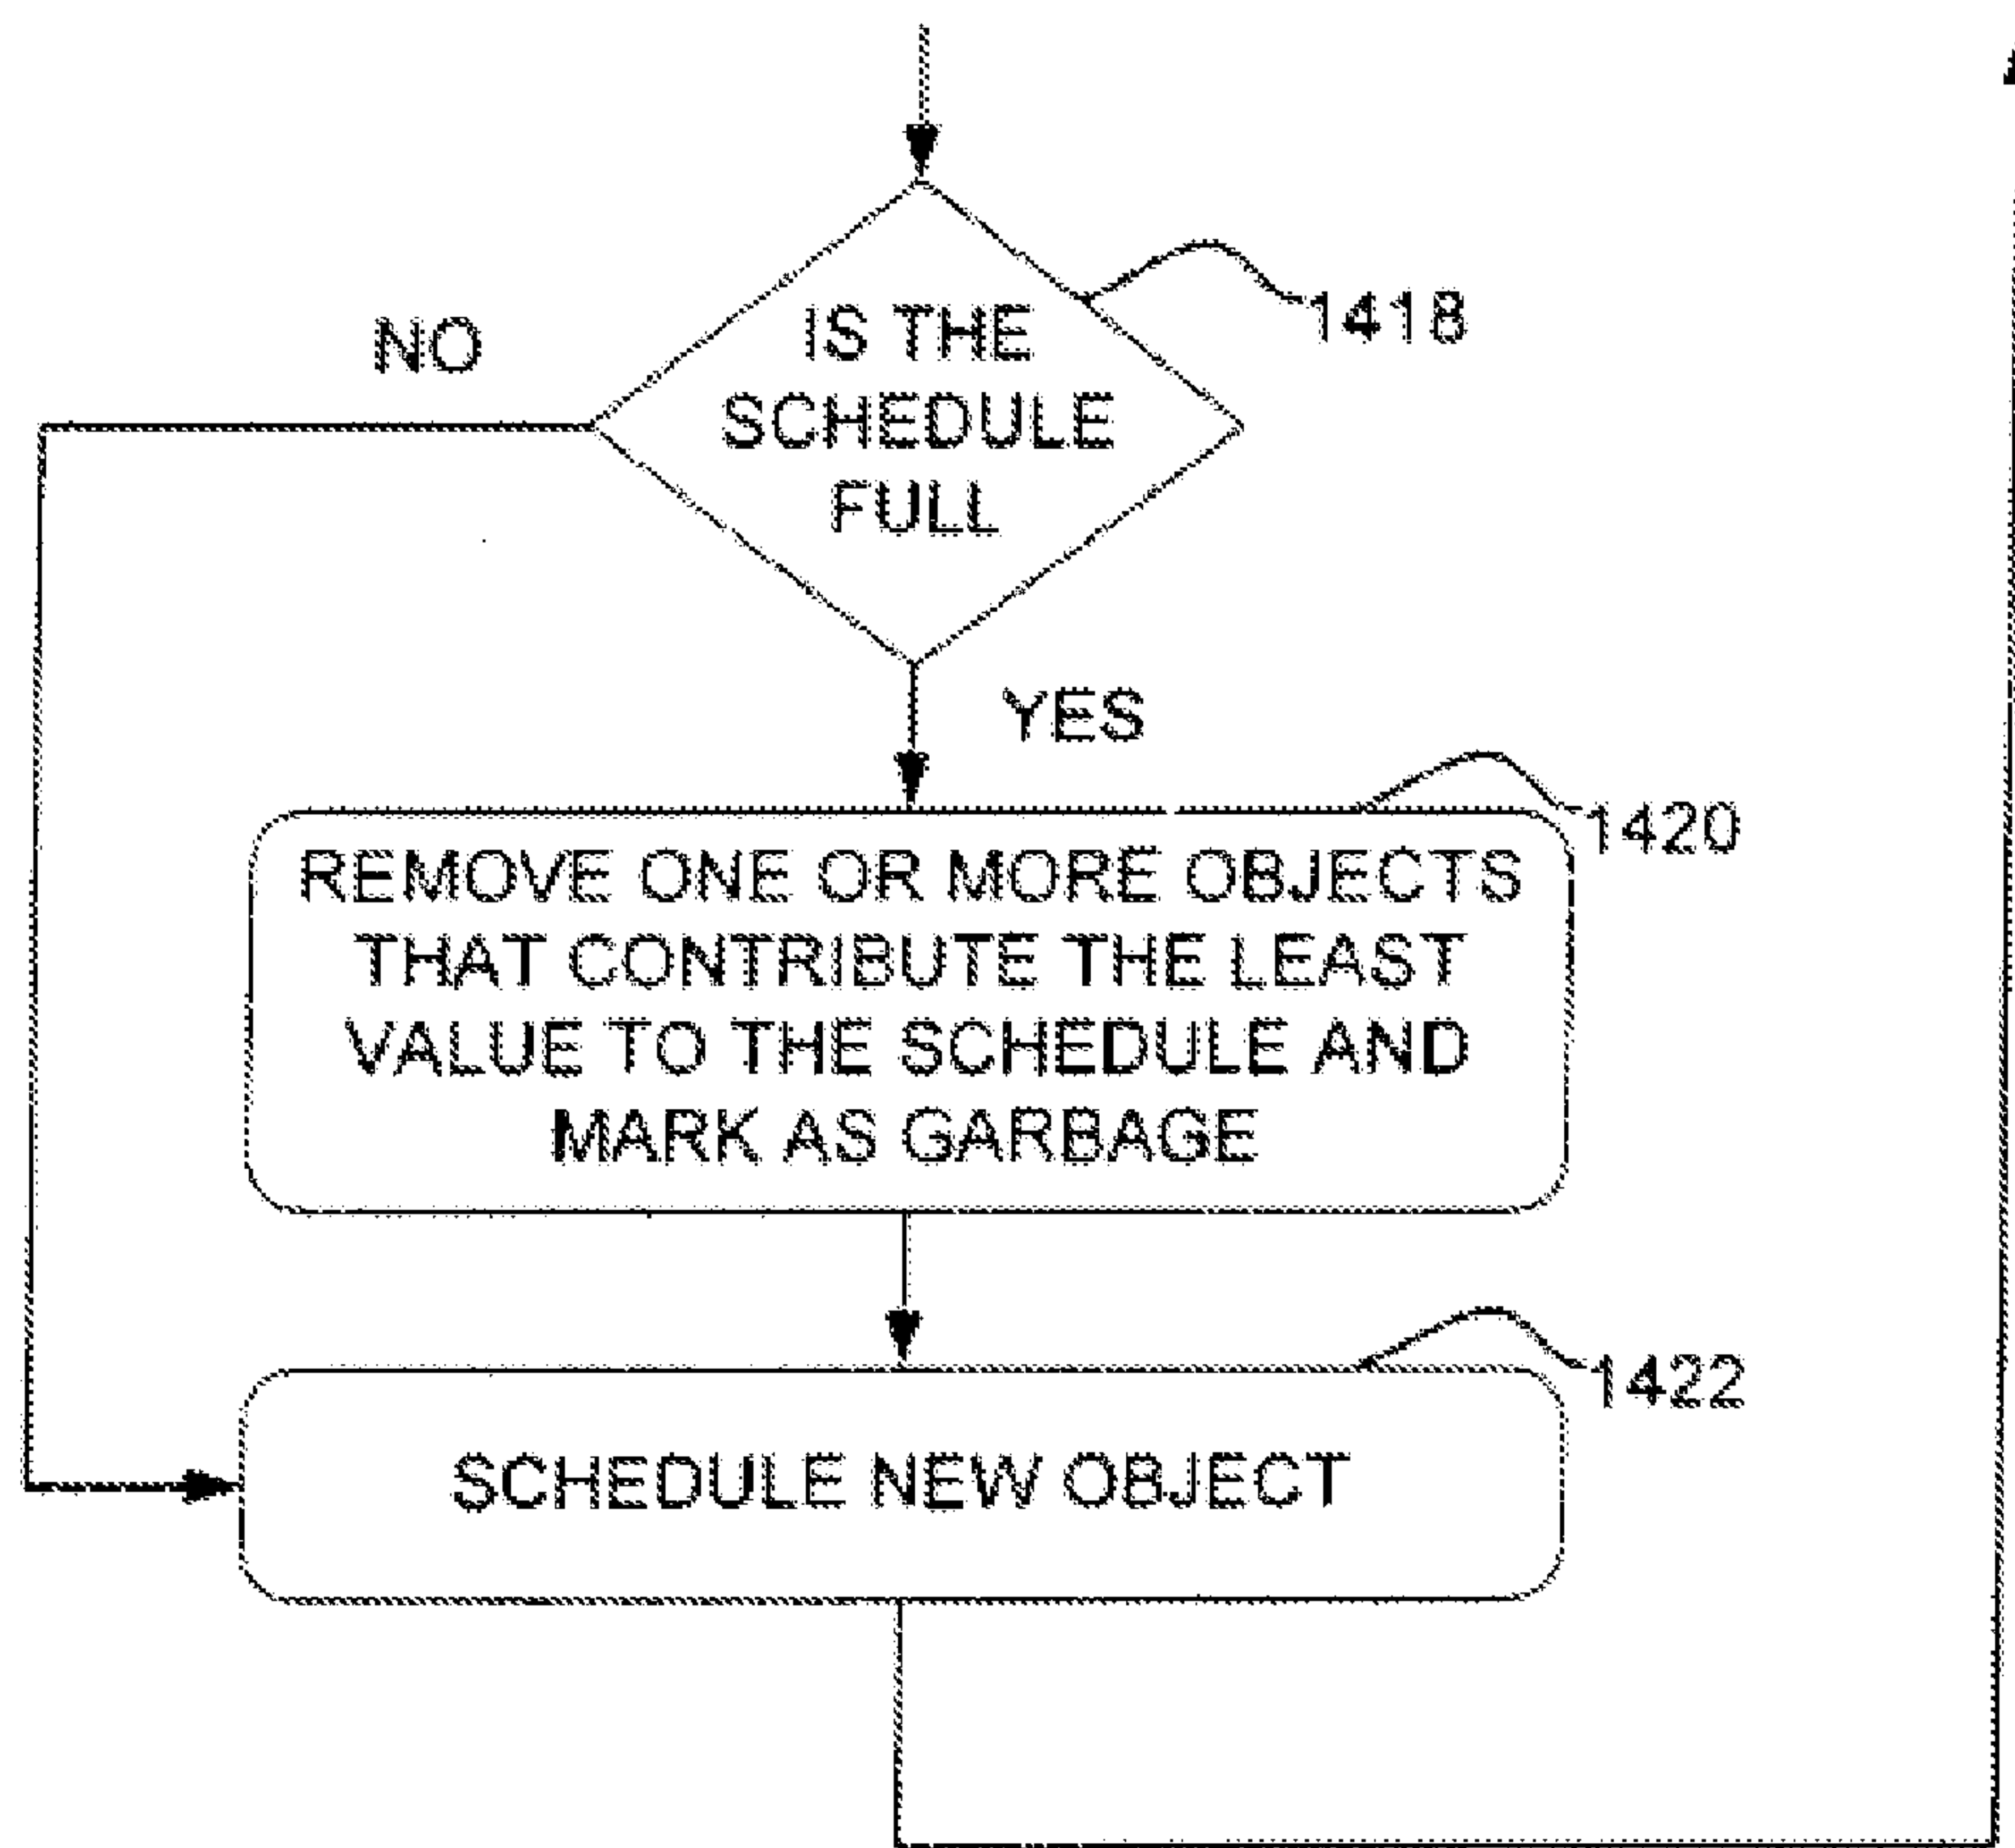 IS THE
SCHEDULE
FULL
1418
NO
YES
1420
REMOVE ONE OR MORE OBJECTS
THAT CONTRIBUTE THE LEAST
VALUE TO THE SCHEDULE AND
MARK AS GARBAGE
1422
SCHEDULE NEW OBJECT